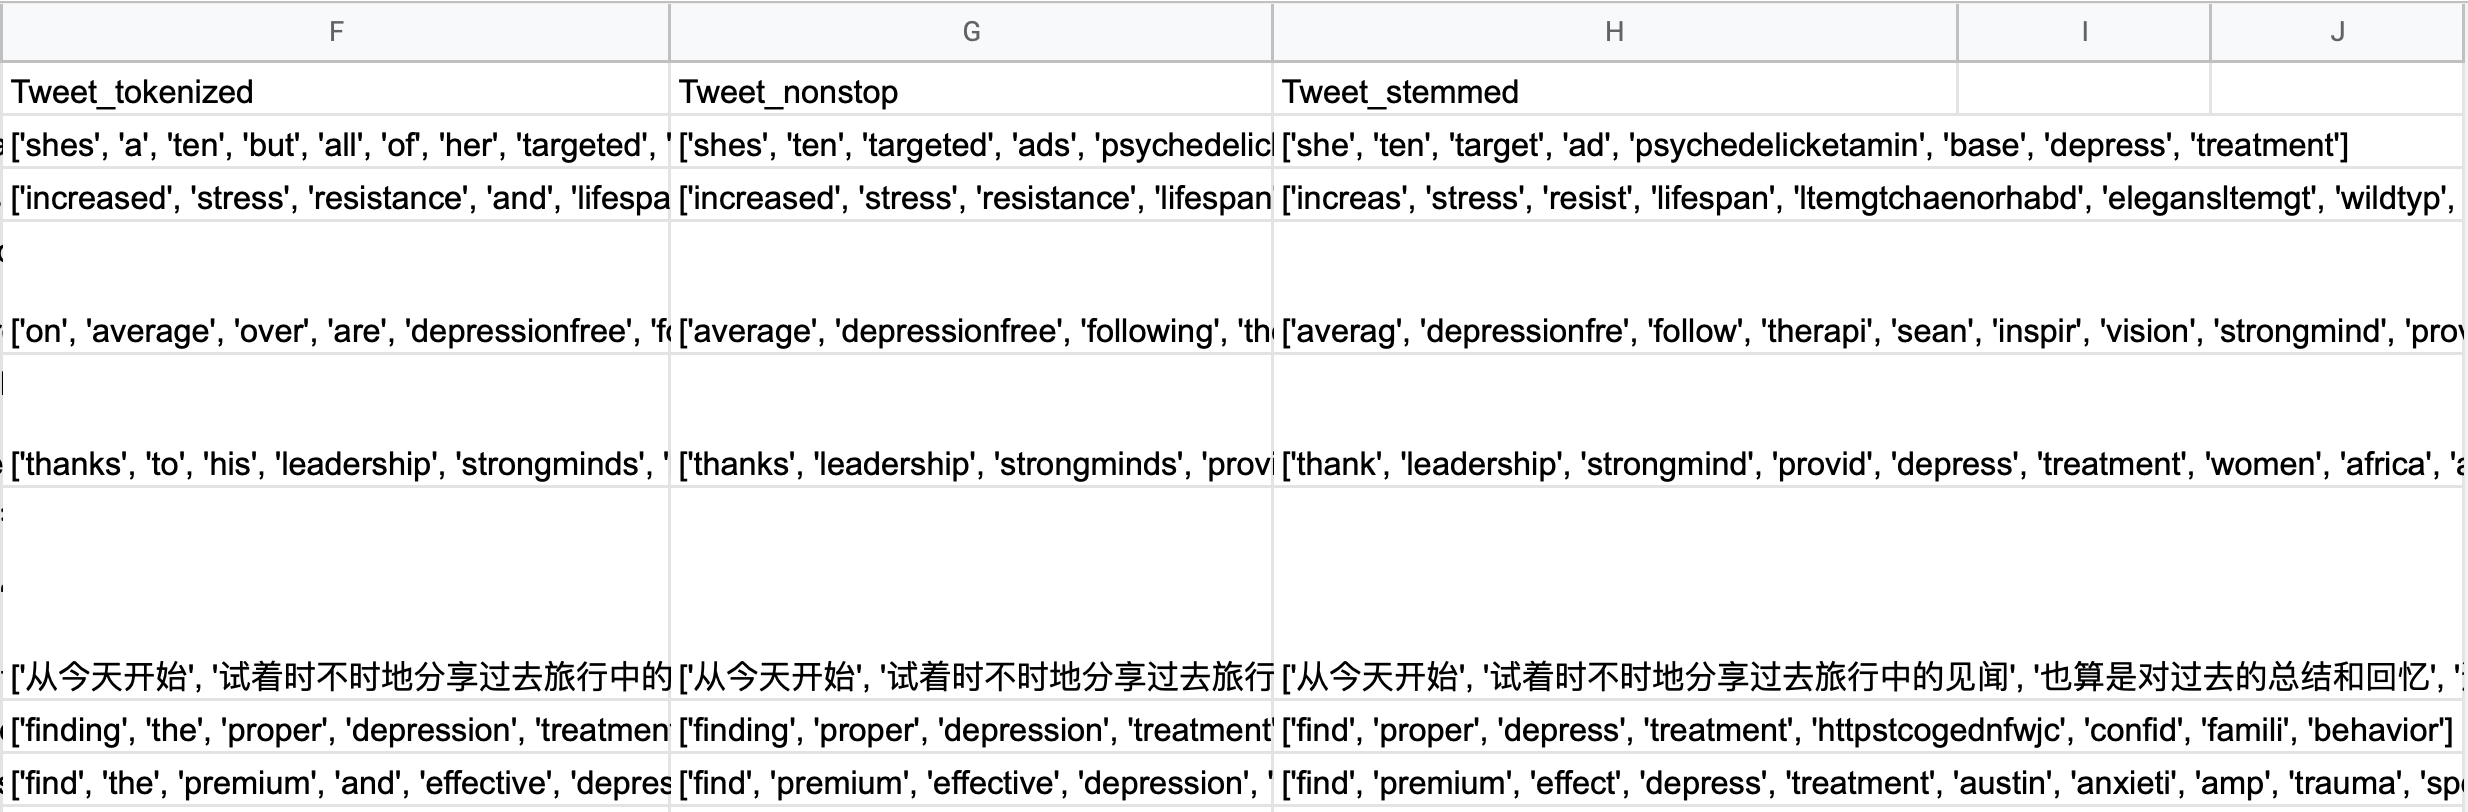 F G H I J
Tweet_tokenized Tweet_nonstop Tweet_stemmed
['shes', 'a', 'ten', 'but', 'all', 'of', 'her', 'targeted', ' ['shes', 'ten', 'targeted', 'ads', 'psychedelic ['she', 'ten', 'target', 'ad', 'psychedelicketamin', 'base', 'depress', 'treatment']
['increased', 'stress', 'resistance', 'and', 'lifespa ['increased', 'stress', 'resistance', 'lifespan ['increas', 'stress', 'resist', 'lifespan', 'ltemgtchaenorhabd', 'elegansltemgt', 'wildtyp',
['on', 'average', 'over', 'are', 'depressionfree', 'fo ['average', 'depressionfree', 'following', 'the ['averag', 'depressionfre', 'follow', 'therapi', 'sean', 'inspir', 'vision', 'strongmind', 'prov
['thanks', 'to', 'his', 'leadership', 'strongminds', ' ['thanks', 'leadership', 'strongminds', 'provi ['thank', 'leadership', 'strongmind', 'provid', 'depress', 'treatment', 'women', 'africa', 'a
['从今天开始', '试着时不时地分享过去旅行中的 ['从今天开始', '试着时不时地分享过去旅行 ['从今天开始', '试着时不时地分享过去旅行中的见闻', '也算是对过去的总结和回忆', '
['finding', 'the', 'proper', 'depression', 'treatmen ['finding', 'proper', 'depression', 'treatment' ['find', 'proper', 'depress', 'treatment', 'httpstcogednfwjc', 'confid', 'famili', 'behavior']
['find', 'the', 'premium', 'and', 'effective', 'depres ['find', 'premium', 'effective', 'depression', ' ['find', 'premium', 'effect', 'depress', 'treatment', 'austin', 'anxieti', 'amp', 'trauma', 'spe